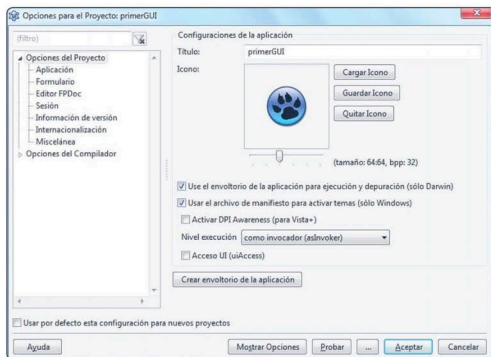 Opciones para el Proyecto: primerGUI
(filtro)
Opciones del Proyecto
Aplicación
Formulario
Editor FPDoc
Sesión
Información de versión
Internacionalización
Miscelánea
Opciones del Compilador
Configuraciones de la aplicación
Título: primerGUI
Icono:
Cargar Icono
Guardar Icono
Quitar Icono
(tamaño: 64:64, bpp: 32)
Use el envoltorio de la aplicación para ejecución y depuración (sólo Darwin)
Usar el archivo de manifiesto para activar temas (sólo Windows)
Activar DPI Awareness (para Vista+)
Nivel ejecución como invocador (asInvoker)
Acceso UI (uiAccess)
Crear envoltorio de la aplicación
Usar por defecto esta configuración para nuevos proyectos
Ayuda Mostrar Opciones Probar ... Aceptar Cancelar